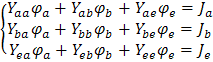 Yaaφa + Yabφb + Yaeφe = Ja
Ybaφa + Ybbφb + Ybeφe = Jb
Yeaφa + Yebφb + Yeeφe = Je